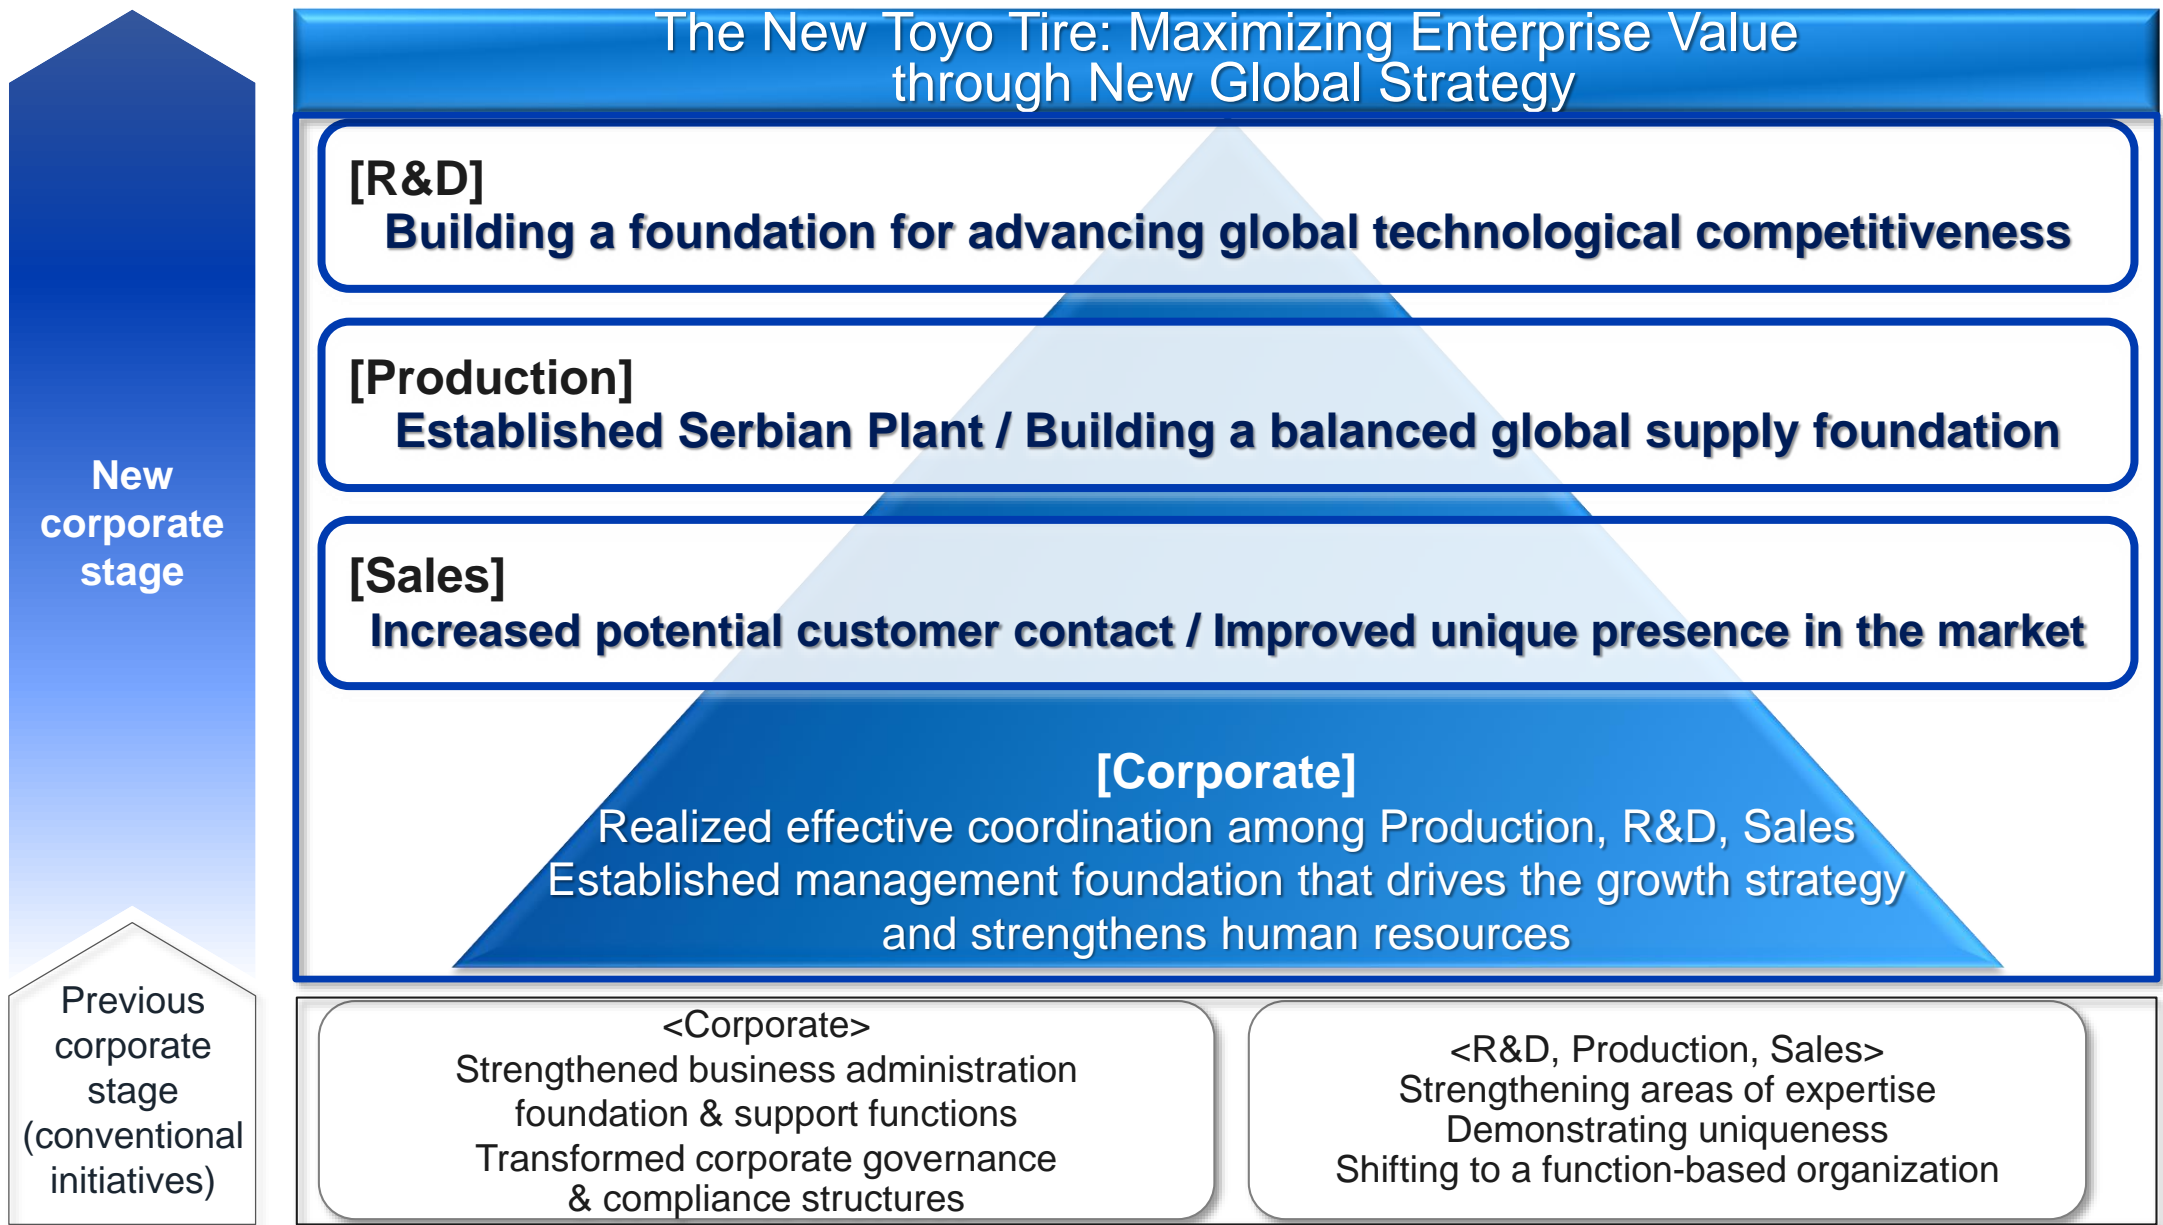 The New Toyo Tire: Maximizing Enterprise Value
through New Global Strategy
[R&D]
Building a foundation for advancing global technological competitiveness
[Production]
Established Serbian Plant / Building a balanced global supply foundation
[Sales]
Increased potential customer contact / Improved unique presence in the market
[Corporate]
Realized effective coordination among Production, R&D, Sales
Established management foundation that drives the growth strategy
and strengthens human resources
New
corporate
stage
Previous
corporate
stage
(conventional
initiatives)
<Corporate>
Strengthened business administration
foundation & support functions
Transformed corporate governance
& compliance structures
<R&D, Production, Sales>
Strengthening areas of expertise
Demonstrating uniqueness
Shifting to a function-based organization